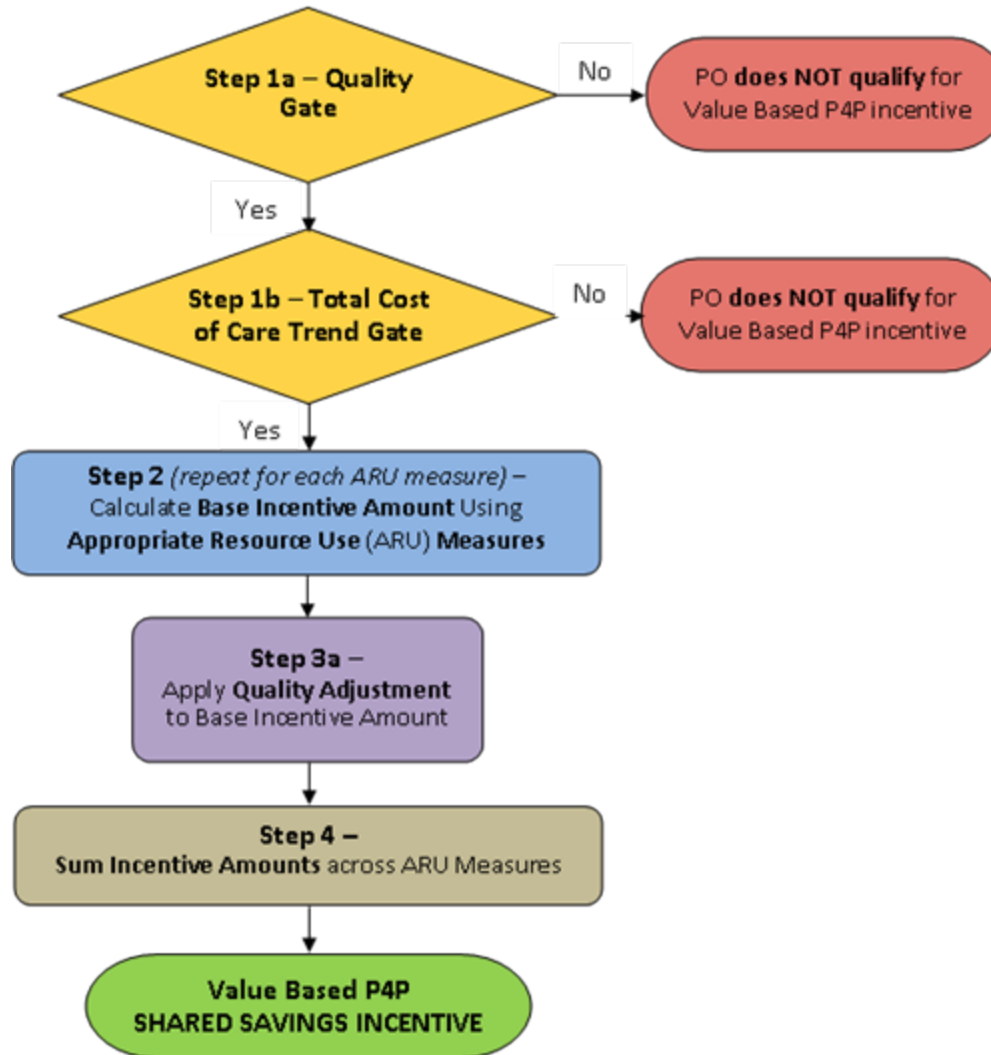 Step 1a – Quality
Gate
No
PO does NOT qualify for
Value Based P4P incentive
Yes
Step 1b – Total Cost
of Care Trend Gate
No
PO does NOT qualify for
Value Based P4P incentive
Yes
Step 2 (repeat for each ARU measure) –
Calculate Base Incentive Amount Using
Appropriate Resource Use (ARU) Measures
Step 3a –
Apply Quality Adjustment
to Base Incentive Amount
Step 4 –
Sum Incentive Amounts across ARU Measures
Value Based P4P
SHARED SAVINGS INCENTIVE